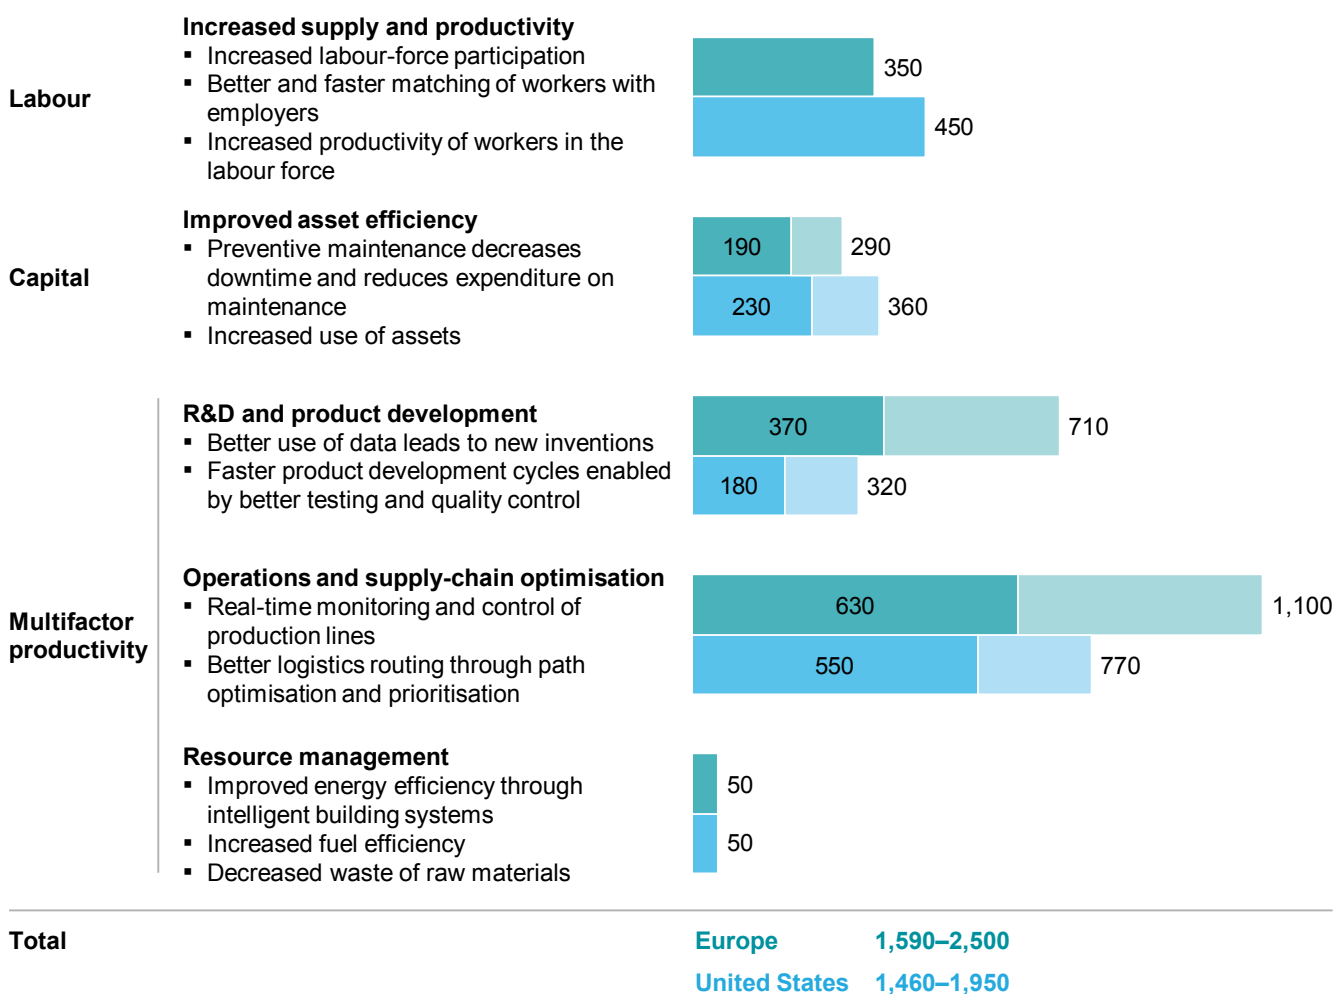 Labour
Increased supply and productivity
▪ Increased labour-force participation
▪ Better and faster matching of workers with
employers
▪ Increased productivity of workers in the
labour force
350
450
Capital
Improved asset efficiency
▪ Preventive maintenance decreases
downtime and reduces expenditure on
maintenance
▪ Increased use of assets
190 290
230 360
Multifactor
productivity
R&D and product development
▪ Better use of data leads to new inventions
▪ Faster product development cycles enabled
by better testing and quality control
370 710
180 320
Operations and supply-chain optimisation
▪ Real-time monitoring and control of
production lines
▪ Better logistics routing through path
optimisation and prioritisation
630 1,100
550 770
Resource management
▪ Improved energy efficiency through
intelligent building systems
▪ Increased fuel efficiency
▪ Decreased waste of raw materials
50
50
Total
Europe 1,590–2,500
United States 1,460–1,950